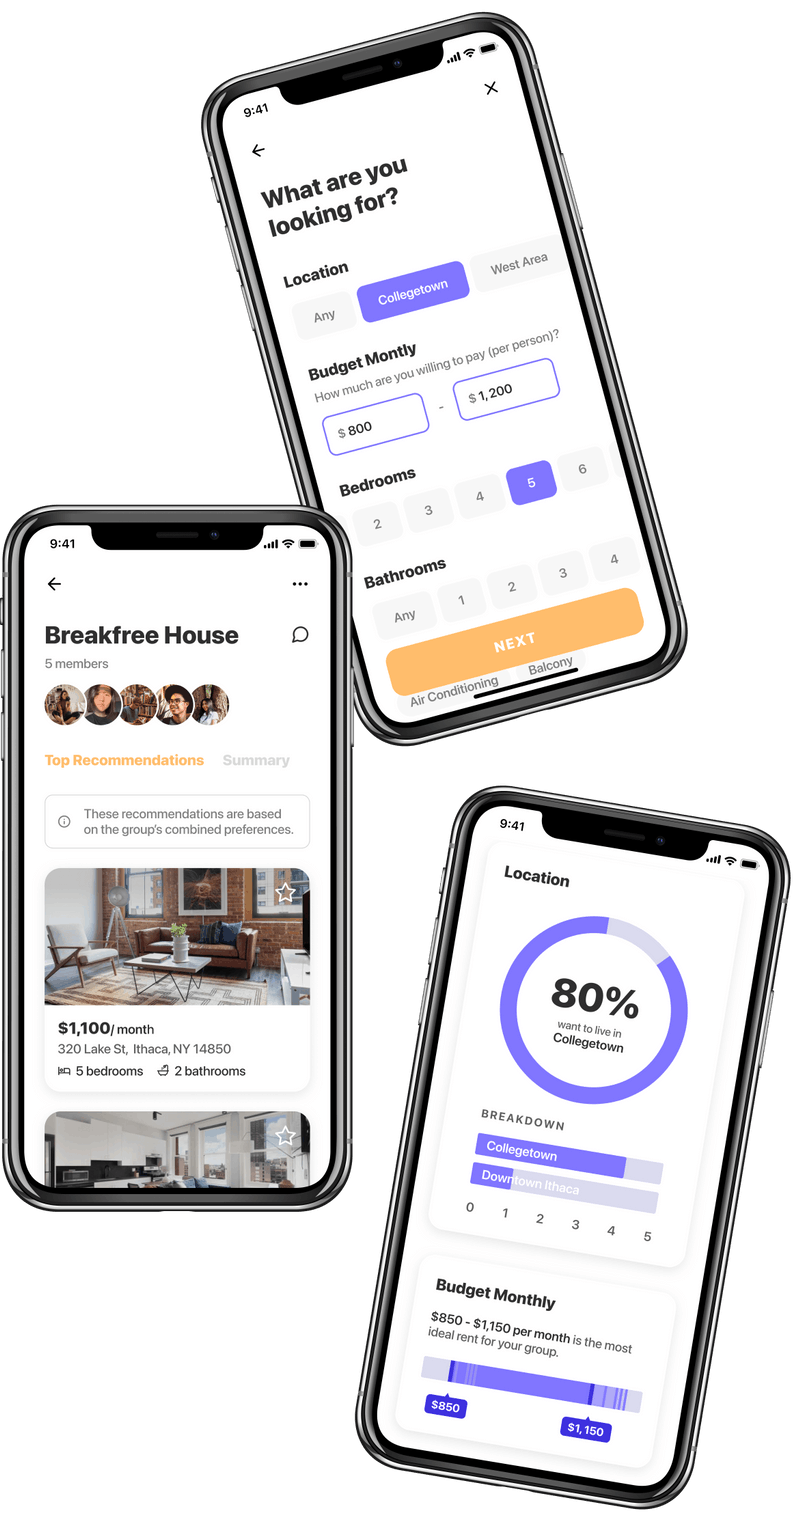 9:41
What are you
looking for?
Location
Any
Collegetown
West Area
Budget Montly
How much are you willing to pay (per person)?
$ 800
-
$ 1,200
Bedrooms
2
3
4
5
6
Bathrooms
Any
1
2
3
4
NEXT
Air Conditioning
Balcony
9:41
Breakfree House
5 members
Top Recommendations
Summary
These recommendations are based
on the group's combined preferences.
$1,100/ month
320 Lake St, Ithaca, NY 14850
5 bedrooms
2 bathrooms
9:41
Location
80%
want to live in
Collegetown
BREAKDOWN
Collegetown
Downtown Ithaca
0 1 2 3 4 5
Budget Monthly
$850 - $1,150 per month is the most
ideal rent for your group.
$850
$1,150